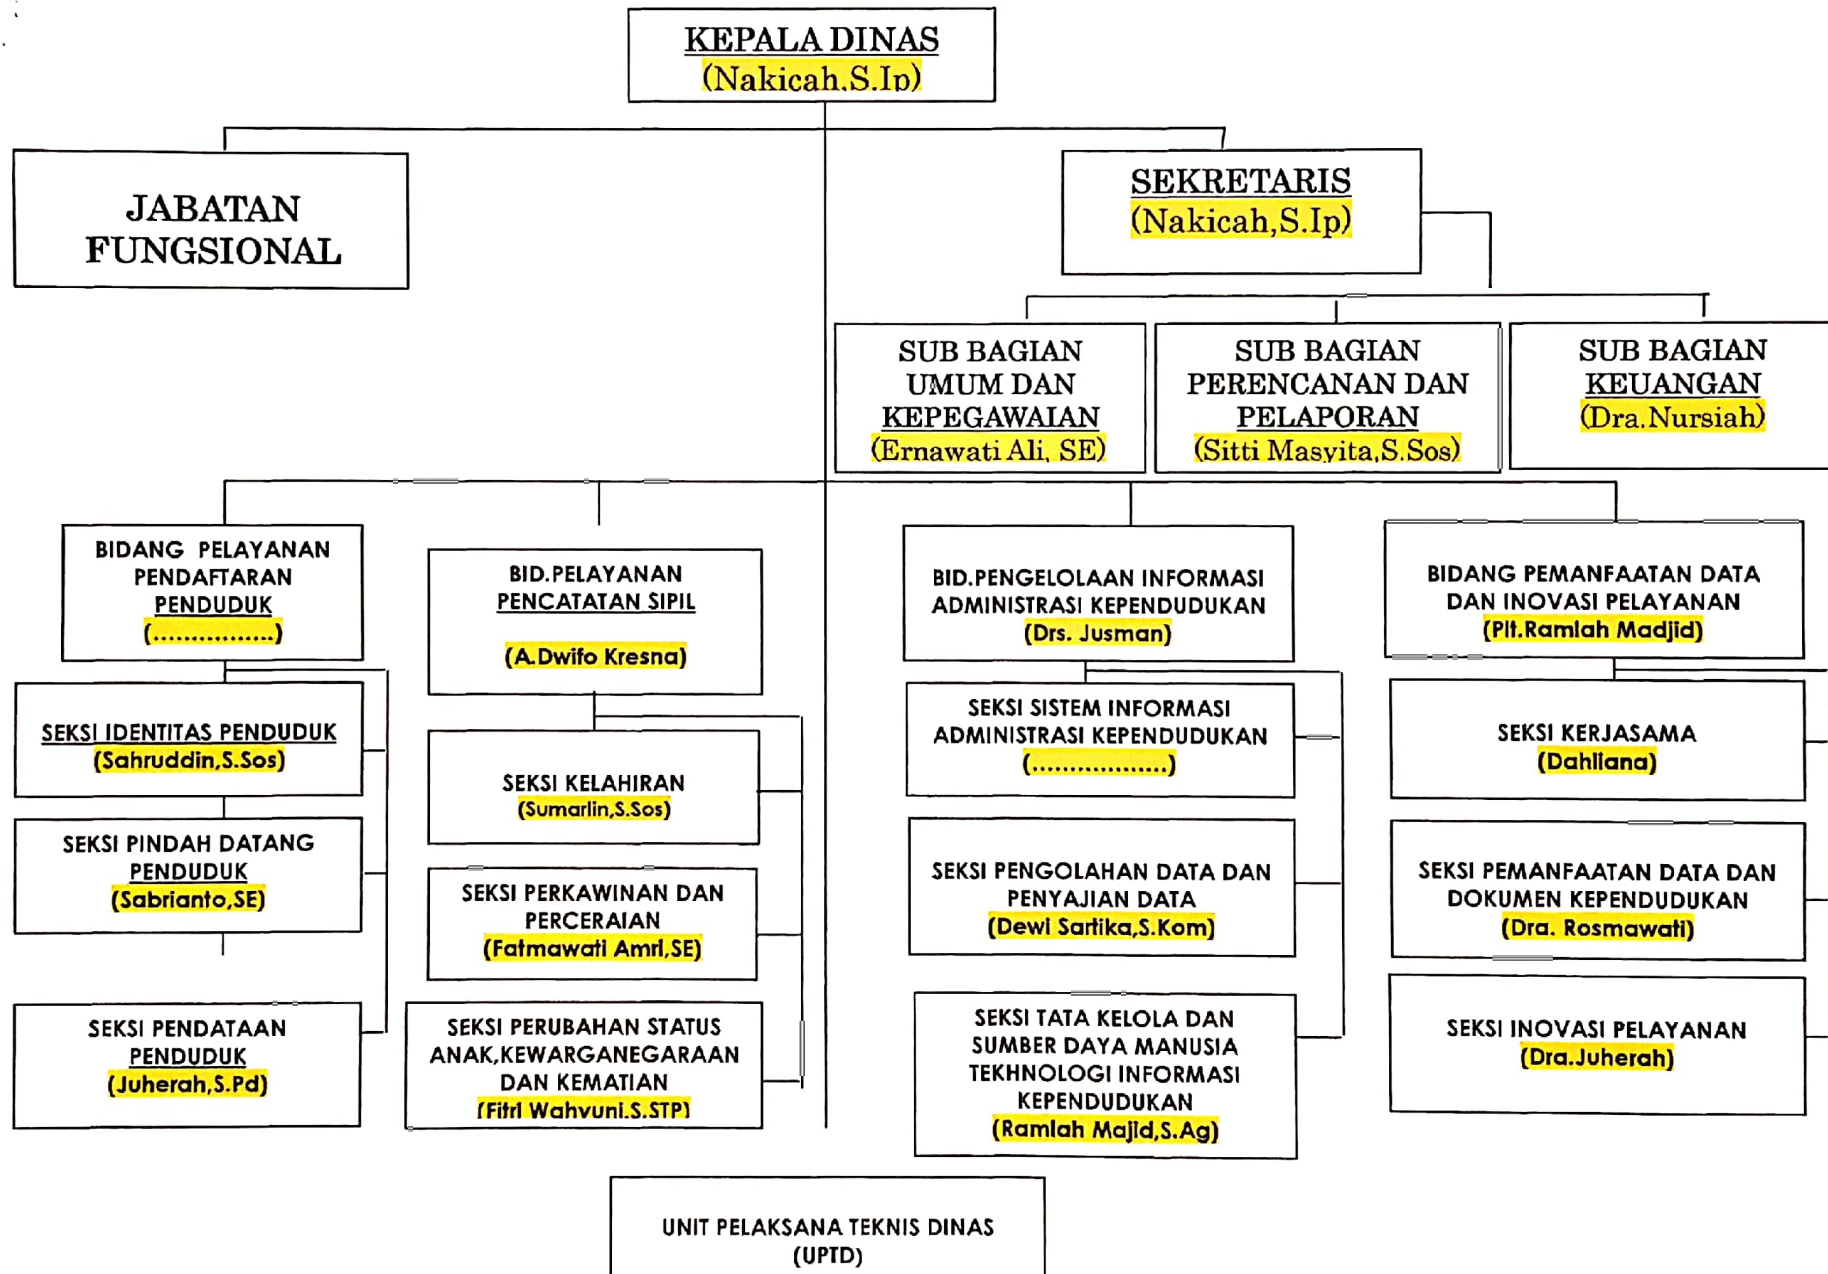 KEPALA DINAS
(Nakicah,S.Ip)
JABATAN
FUNGSIONAL
SEKRETARIS
(Nakicah,S.Ip)
SUB BAGIAN
UMUM DAN
KEPEGAWAIAN
(Ernawati Ali, SE)
SUB BAGIAN
PERENCANAN DAN
PELAPORAN
(Sitti Masyita,S.Sos)
SUB BAGIAN
KEUANGAN
(Dra.Nursiah)
BIDANG PELAYANAN
PENDAFTARAN
PENDUDUK
(................)
BID.PELAYANAN
PENCATATAN SIPIL
(A.Dwifo Kresna)
BID.PENGELOLAAN INFORMASI
ADMINISTRASI KEPENDUDUKAN
(Drs. Jusman)
BIDANG PEMANFAATAN DATA
DAN INOVASI PELAYANAN
(Plt.Ramlah Madjid)
SEKSI IDENTITAS PENDUDUK
(Sahruddin,S.Sos)
SEKSI PINDAH DATANG
PENDUDUK
(Sabrianto,SE)
SEKSI PENDATAAN
PENDUDUK
(Juherah,S.Pd)
SEKSI KELAHIRAN
(Sumarlin,S.Sos)
SEKSI PERKAWINAN DAN
PERCERAIAN
(Fatmawati Amri,SE)
SEKSI PERUBAHAN STATUS
ANAK,KEWARGANEGARAAN
DAN KEMATIAN
(Fitri Wahyuni.S.STP)
SEKSI SISTEM INFORMASI
ADMINISTRASI KEPENDUDUKAN
(..................)
SEKSI PENGOLAHAN DATA DAN
PENYAJIAN DATA
(Dewi Sartika,S.Kom)
SEKSI TATA KELOLA DAN
SUMBER DAYA MANUSIA
TEKHNOLOGI INFORMASI
KEPENDUDUKAN
(Ramlah Majid,S.Ag)
SEKSI KERJASAMA
(Dahliana)
SEKSI PEMANFAATAN DATA DAN
DOKUMEN KEPENDUDUKAN
(Dra. Rosmawati)
SEKSI INOVASI PELAYANAN
(Dra.Juherah)
UNIT PELAKSANA TEKNIS DINAS
(UPTD)